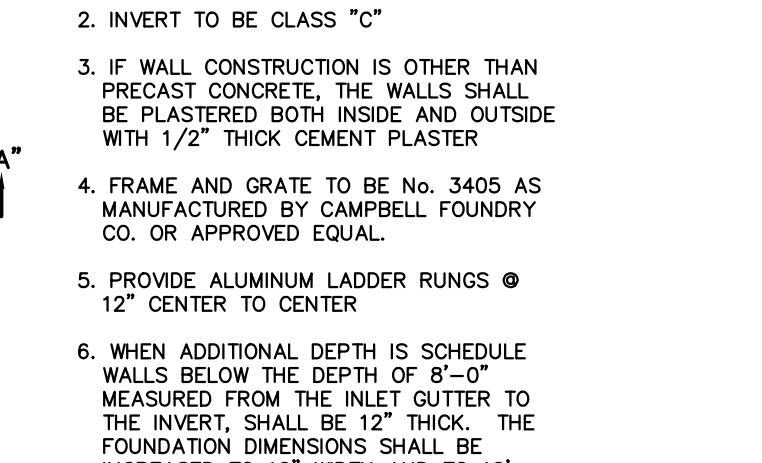 2. INVERT TO BE CLASS "C"
3. IF WALL CONSTRUCTION IS OTHER THAN
PRECAST CONCRETE, THE WALLS SHALL
BE PLASTERED BOTH INSIDE AND OUTSIDE
WITH 1/2" THICK CEMENT PLASTER
A"
4. FRAME AND GRATE TO BE No. 3405 AS
MANUFACTURED BY CAMPBELL FOUNDRY
CO. OR APPROVED EQUAL.
5. PROVIDE ALUMINUM LADDER RUNGS @
12" CENTER TO CENTER
6. WHEN ADDITIONAL DEPTH IS SCHEDULE
WALLS BELOW THE DEPTH OF 8'-0"
MEASURED FROM THE INLET GUTTER TO
THE INVERT, SHALL BE 12" THICK. THE
FOUNDATION DIMENSIONS SHALL BE